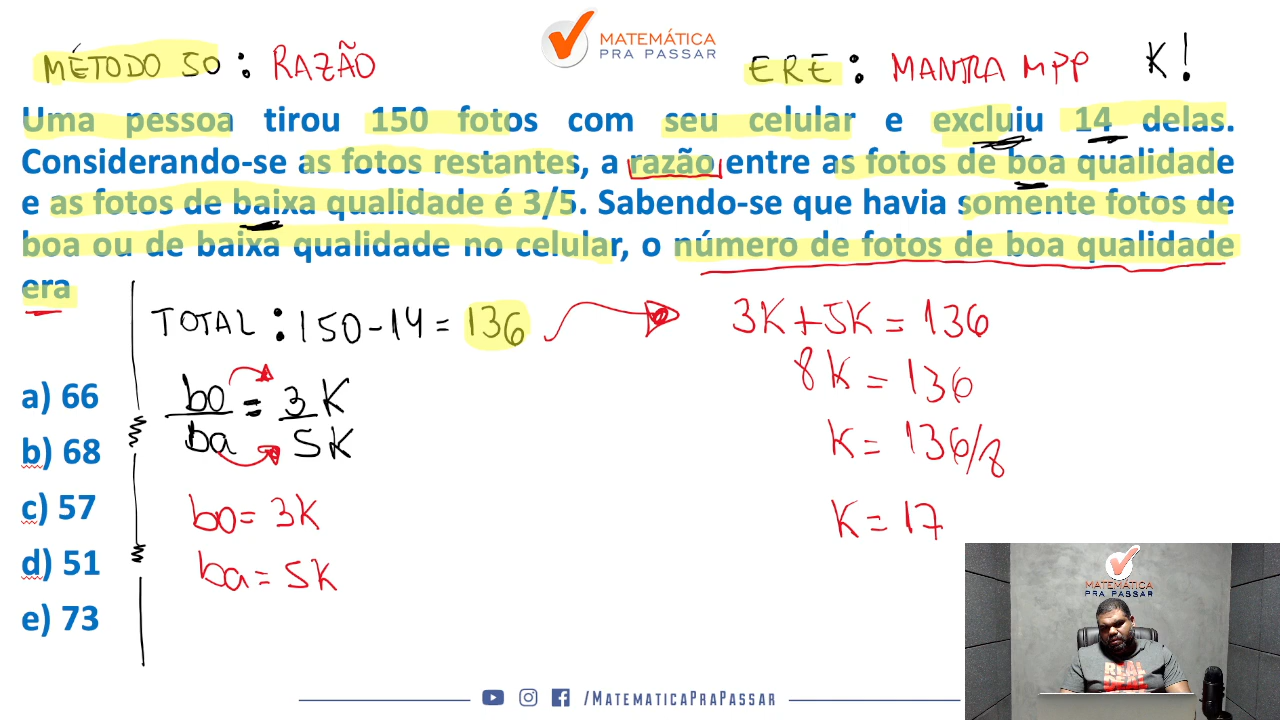 MATEMÁTICA
PRA PASSAR
MÉTODO 50 : RAZÃO
ERE : MANTRA MPP K!
Uma pessoa tirou 150 fotos com seu celular e excluiu 14 delas.
Considerando-se as fotos restantes, a razão entre as fotos de boa qualidade
e as fotos de baixa qualidade é 3/5. Sabendo-se que havia somente fotos de
boa ou de baixa qualidade no celular, o número de fotos de boa qualidade
era
TOTAL : 150-14 = 136
bo = 3K
ba 5K
bo = 3K
ba = 5K
3K+5K = 136
8K = 136
K = 136/8
K = 17
a) 66
b) 68
c) 57
d) 51
e) 73
MATEMÁTICA
PRA PASSAR
REAL
DEAL
/MATEMATICAPRAPASSAR